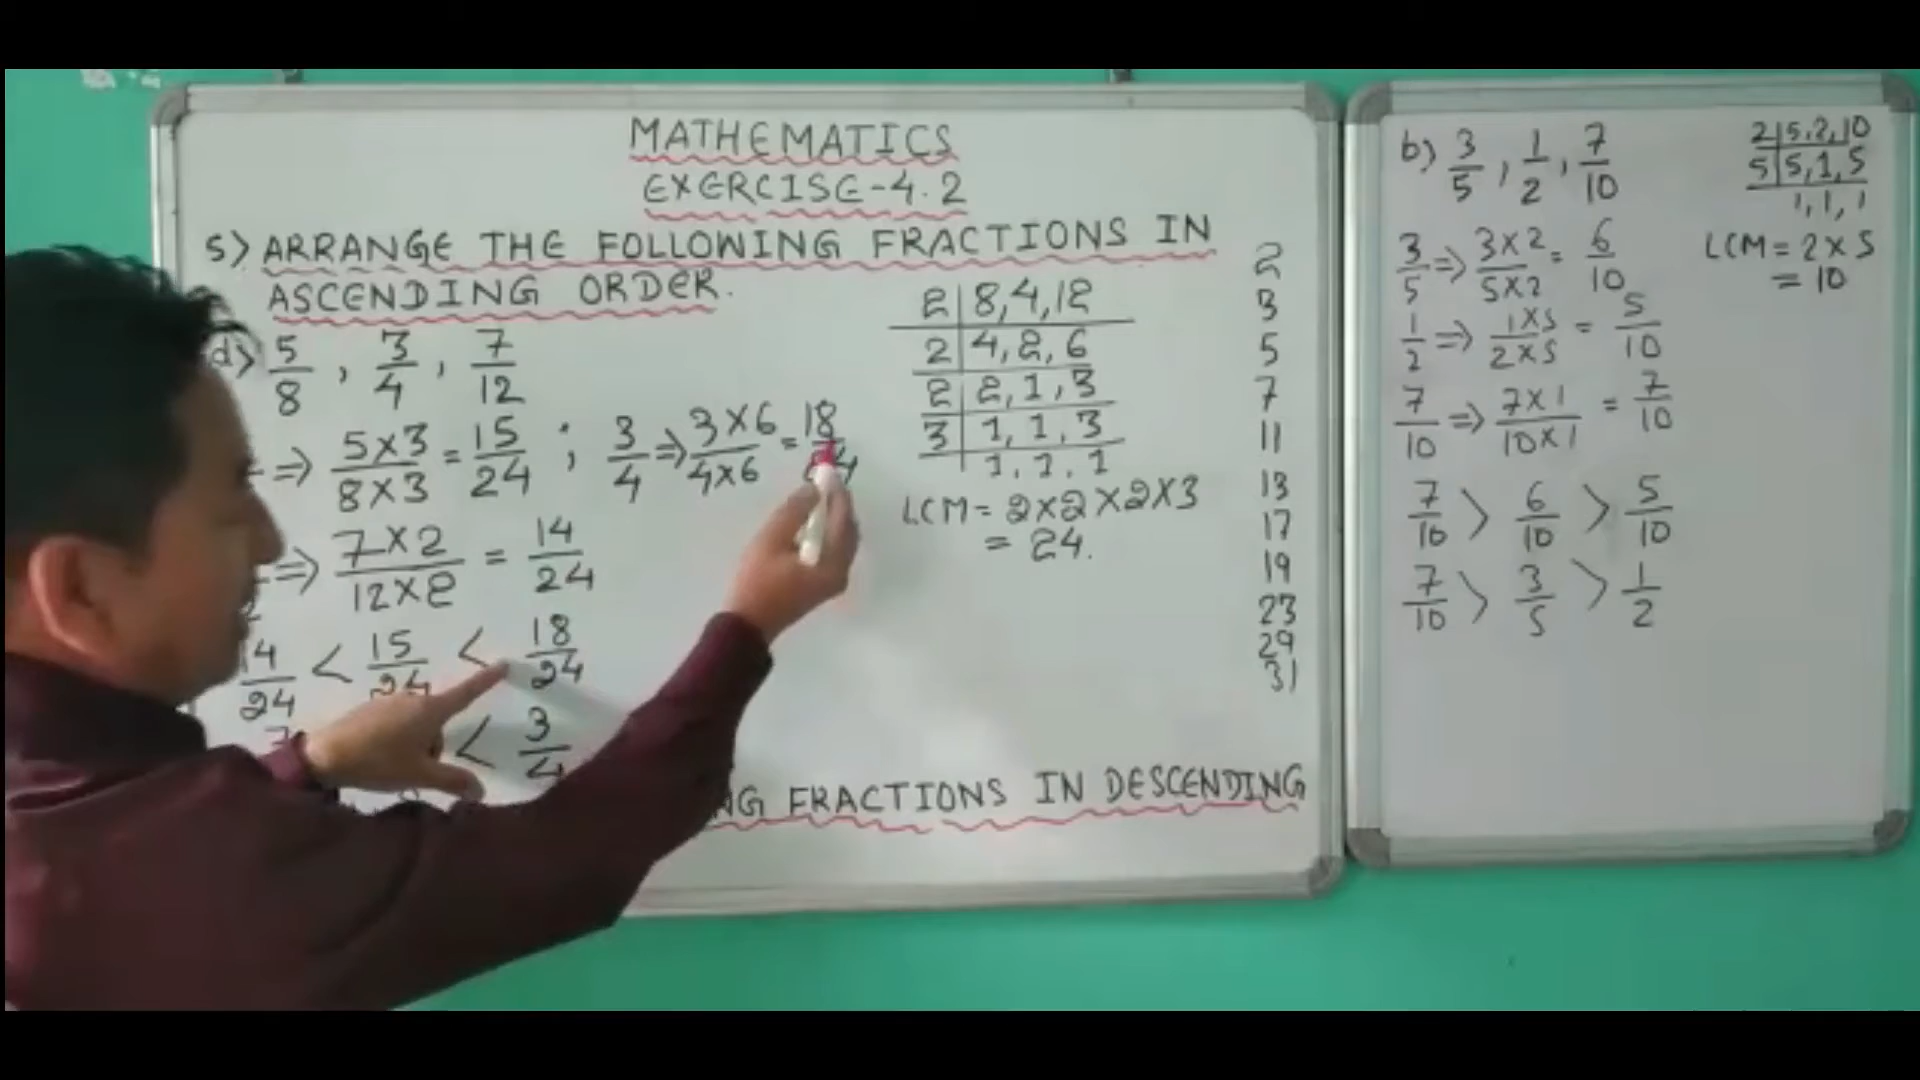 MATHEMATICS
EXERCISE-4.2
5) ARRANGE THE FOLLOWING FRACTIONS IN
ASCENDING ORDER.
d) 5/8, 3/4, 7/12
⇒ 5×3/8×3 = 15/24 ; 3/4 ⇒ 3×6/4×6 = 18/24
⇒ 7×2/12×2 = 14/24
14/24 < 15/24 < 18/24
7 < 3/4
NG FRACTIONS IN DESCENDING
2 | 8,4,12
2 | 4,2,6
2 | 2,1,3
3 | 1,1,3
1,1,1
LCM = 2×2×2×3
= 24.
2
3
5
7
11
13
17
19
23
29
31
b) 3/5, 1/2, 7/10
3/5 ⇒ 3×2/5×2 = 6/10
1/2 ⇒ 1×5/2×5 = 5/10
7/10 ⇒ 7×1/10×1 = 7/10
7/10 > 6/10 > 5/10
7/10 > 3/5 > 1/2
2 | 5,2,10
5 | 5,1,5
1,1,1
LCM = 2×5
= 10